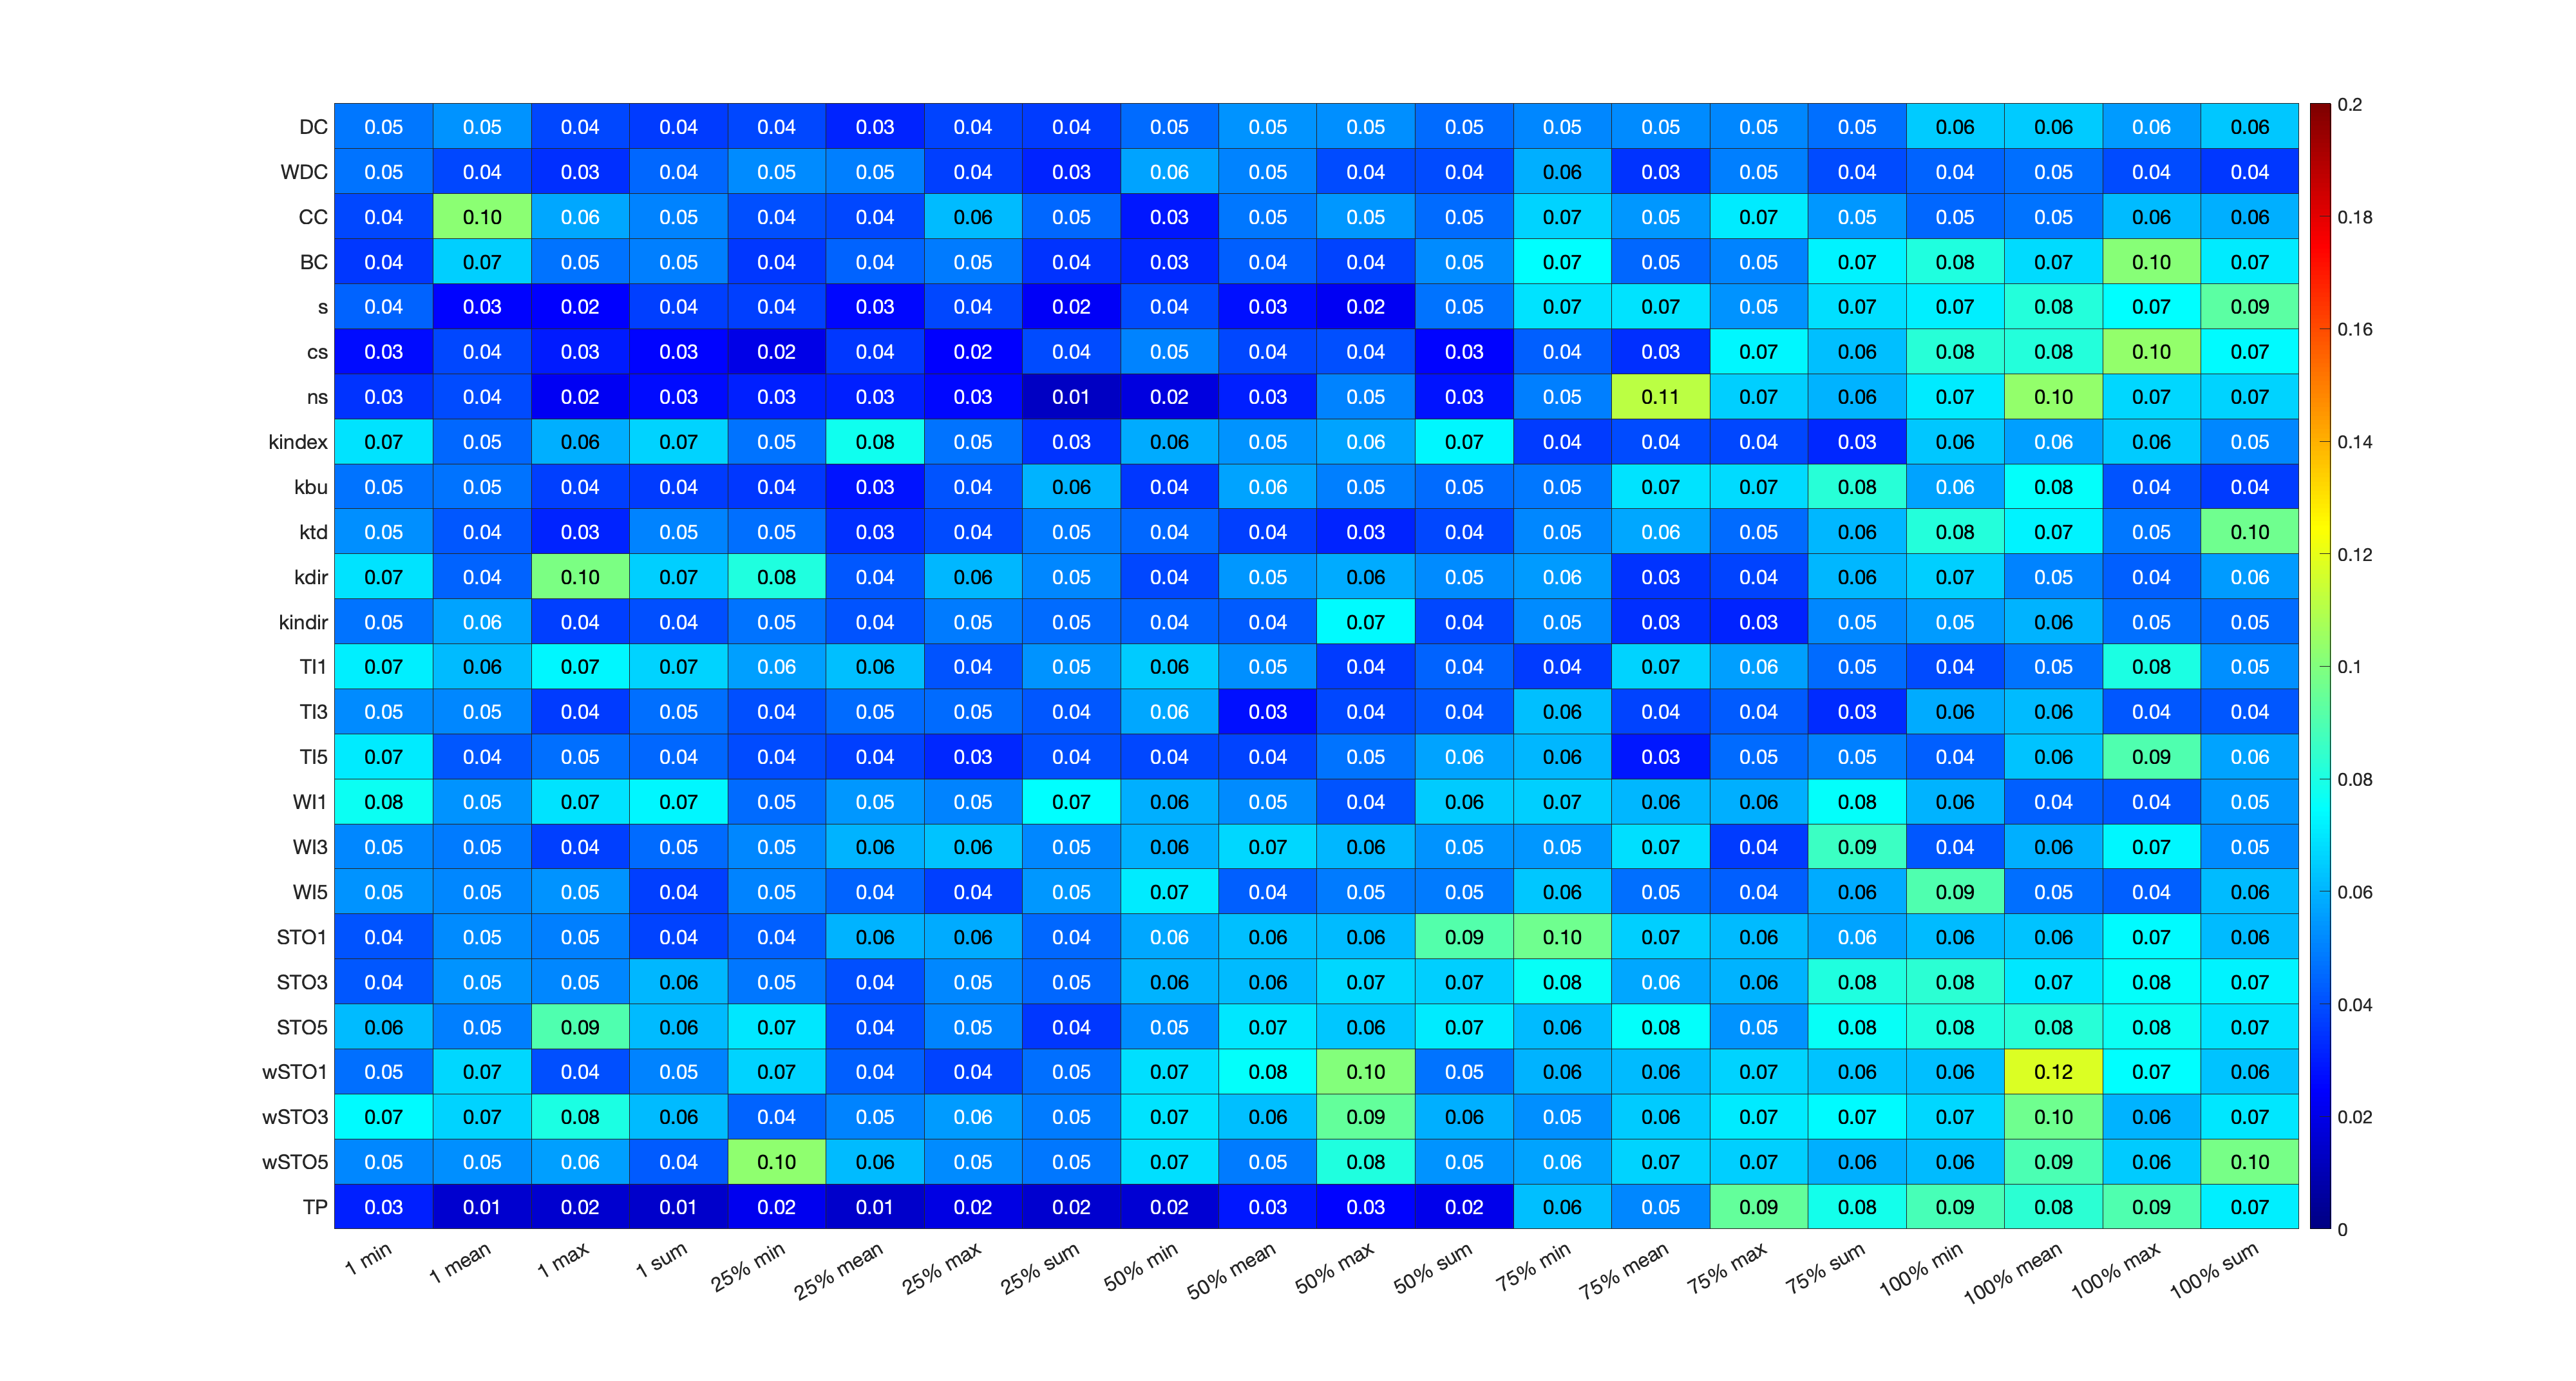 DC 0.05 0.05 0.04 0.04 0.04 0.03 0.04 0.04 0.05 0.05 0.05 0.05 0.05 0.05 0.05 0.05 0.06 0.06 0.06 0.06
WDC 0.05 0.04 0.03 0.04 0.05 0.05 0.04 0.03 0.06 0.05 0.04 0.04 0.06 0.03 0.05 0.04 0.04 0.05 0.04 0.04
CC 0.04 0.10 0.06 0.05 0.04 0.04 0.06 0.05 0.03 0.05 0.05 0.05 0.07 0.05 0.07 0.05 0.05 0.05 0.06 0.06
BC 0.04 0.07 0.05 0.05 0.04 0.04 0.05 0.04 0.03 0.04 0.04 0.05 0.07 0.05 0.05 0.07 0.08 0.07 0.10 0.07
s 0.04 0.03 0.02 0.04 0.04 0.03 0.04 0.02 0.04 0.03 0.02 0.05 0.07 0.07 0.05 0.07 0.07 0.08 0.07 0.09
cs 0.03 0.04 0.03 0.03 0.02 0.04 0.02 0.04 0.05 0.04 0.04 0.03 0.04 0.03 0.07 0.06 0.08 0.08 0.10 0.07
ns 0.03 0.04 0.02 0.03 0.03 0.03 0.03 0.01 0.02 0.03 0.05 0.03 0.05 0.11 0.07 0.06 0.07 0.10 0.07 0.07
kindex 0.07 0.05 0.06 0.07 0.05 0.08 0.05 0.03 0.06 0.05 0.06 0.07 0.04 0.04 0.04 0.03 0.06 0.06 0.06 0.05
kbu 0.05 0.05 0.04 0.04 0.04 0.03 0.04 0.06 0.04 0.06 0.05 0.05 0.05 0.07 0.07 0.08 0.06 0.08 0.04 0.04
ktd 0.05 0.04 0.03 0.05 0.05 0.03 0.04 0.05 0.04 0.04 0.03 0.04 0.05 0.06 0.05 0.06 0.08 0.07 0.05 0.10
kdir 0.07 0.04 0.10 0.07 0.08 0.04 0.06 0.05 0.04 0.05 0.06 0.05 0.06 0.03 0.04 0.06 0.07 0.05 0.04 0.06
kindir 0.05 0.06 0.04 0.04 0.05 0.04 0.05 0.05 0.04 0.04 0.07 0.04 0.05 0.03 0.03 0.05 0.05 0.06 0.05 0.05
TI1 0.07 0.06 0.07 0.07 0.06 0.06 0.04 0.05 0.06 0.05 0.04 0.04 0.04 0.07 0.06 0.05 0.04 0.05 0.08 0.05
TI3 0.05 0.05 0.04 0.05 0.04 0.05 0.05 0.04 0.06 0.03 0.04 0.04 0.06 0.04 0.04 0.03 0.06 0.06 0.04 0.04
TI5 0.07 0.04 0.05 0.04 0.04 0.04 0.03 0.04 0.04 0.04 0.05 0.06 0.06 0.03 0.05 0.05 0.04 0.06 0.09 0.06
WI1 0.08 0.05 0.07 0.07 0.05 0.05 0.05 0.07 0.06 0.05 0.04 0.06 0.07 0.06 0.06 0.08 0.06 0.04 0.04 0.05
WI3 0.05 0.05 0.04 0.05 0.05 0.06 0.06 0.05 0.06 0.07 0.06 0.05 0.05 0.07 0.04 0.09 0.04 0.06 0.07 0.05
WI5 0.05 0.05 0.05 0.04 0.05 0.04 0.04 0.05 0.07 0.04 0.05 0.05 0.06 0.05 0.04 0.06 0.09 0.05 0.04 0.06
STO1 0.04 0.05 0.05 0.04 0.04 0.06 0.06 0.04 0.06 0.06 0.06 0.09 0.10 0.07 0.06 0.06 0.06 0.06 0.07 0.06
STO3 0.04 0.05 0.05 0.06 0.05 0.04 0.05 0.05 0.06 0.06 0.07 0.07 0.08 0.06 0.06 0.08 0.08 0.07 0.08 0.07
STO5 0.06 0.05 0.09 0.06 0.07 0.04 0.05 0.04 0.05 0.07 0.06 0.07 0.06 0.08 0.05 0.08 0.08 0.08 0.08 0.07
wSTO1 0.05 0.07 0.04 0.05 0.07 0.04 0.04 0.05 0.07 0.08 0.10 0.05 0.06 0.06 0.07 0.06 0.06 0.12 0.07 0.06
wSTO3 0.07 0.07 0.08 0.06 0.04 0.05 0.06 0.05 0.07 0.06 0.09 0.06 0.05 0.06 0.07 0.07 0.07 0.10 0.06 0.07
wSTO5 0.05 0.05 0.06 0.04 0.10 0.06 0.05 0.05 0.07 0.05 0.08 0.05 0.06 0.07 0.07 0.06 0.06 0.09 0.06 0.10
TP 0.03 0.01 0.02 0.01 0.02 0.01 0.02 0.02 0.02 0.03 0.03 0.02 0.06 0.05 0.09 0.08 0.09 0.08 0.09 0.07
1 min 1 mean 1 max 1 sum 25% min 25% mean 25% max 25% sum 50% min 50% mean 50% max 50% sum 75% min 75% mean 75% max 75% sum 100% min 100% mean 100% max 100% sum
0.2
0.18
0.16
0.14
0.12
0.1
0.08
0.06
0.04
0.02
0